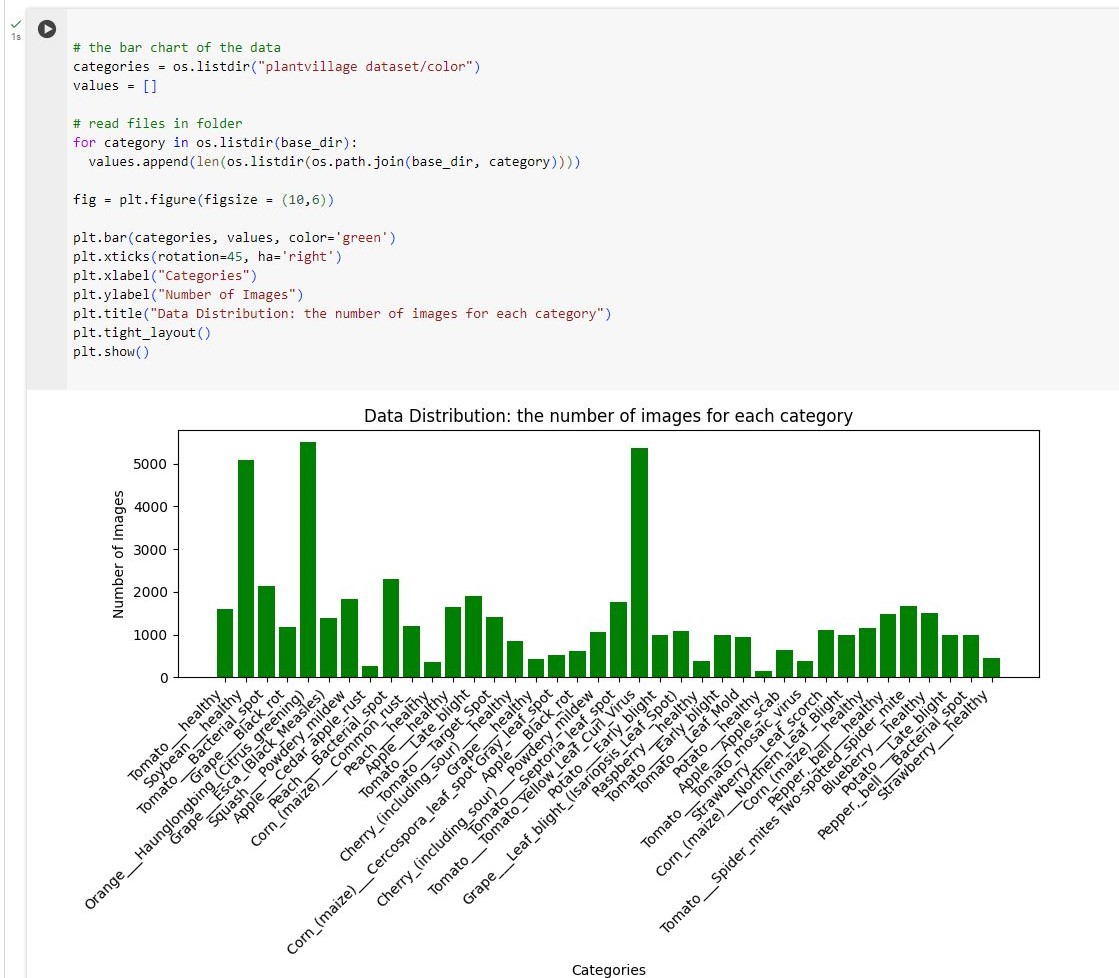 1s
# the bar chart of the data
categories = os.listdir("plantvillage dataset/color")
values = []
# read files in folder
for category in os.listdir(base_dir):
  values.append(len(os.listdir(os.path.join(base_dir, category))))
fig = plt.figure(figsize = (10,6))
plt.bar(categories, values, color='green')
plt.xticks(rotation=45, ha='right')
plt.xlabel("Categories")
plt.ylabel("Number of Images")
plt.title("Data Distribution: the number of images for each category")
plt.tight_layout()
plt.show()
Data Distribution: the number of images for each category
Number of Images
5000
4000
3000
2000
1000
0
Tomato___healthy
Soybean___healthy
Tomato___Bacterial_spot
Grape___Black_rot
Orange___Haunglongbing_(Citrus_greening)
Grape___Esca_(Black_Measles)
Squash___Powdery_mildew
Apple___Cedar_apple_rust
Peach___Bacterial_spot
Corn_(maize)___Common_rust_
Peach___healthy
Apple___healthy
Tomato___Late_blight
Tomato___Target_Spot
Cherry_(including_sour)___healthy
Grape___healthy
Corn_(maize)___Cercospora_leaf_spot Gray_leaf_spot
Apple___Black_rot
Cherry_(including_sour)___Powdery_mildew
Tomato___Septoria_leaf_spot
Tomato___Tomato_Yellow_Leaf_Curl_Virus
Potato___Early_blight
Grape___Leaf_blight_(Isariopsis_Leaf_Spot)
Raspberry___healthy
Tomato___Early_blight
Tomato___Leaf_Mold
Potato___healthy
Apple___Apple_scab
Tomato___Tomato_mosaic_virus
Strawberry___Leaf_scorch
Corn_(maize)___Northern_Leaf_Blight
Corn_(maize)___healthy
Pepper,_bell___healthy
Tomato___Spider_mites Two-spotted_spider_mite
Blueberry___healthy
Potato___Late_blight
Pepper,_bell___Bacterial_spot
Strawberry___healthy
Categories